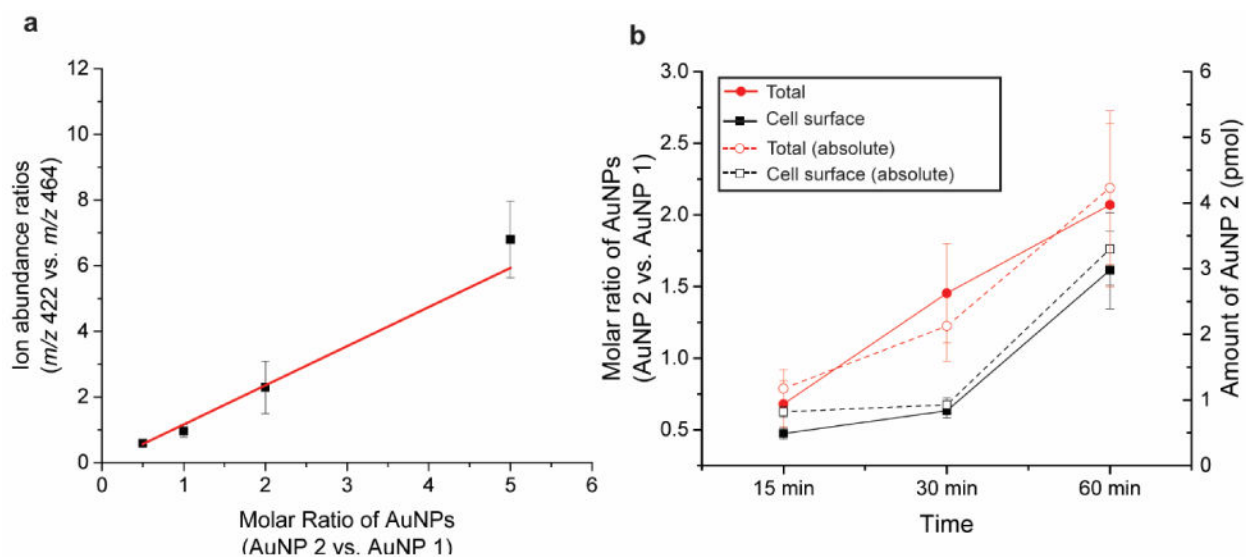 a
12
10
8
6
4
2
0
Ion abundance ratios
(m/z 422 vs. m/z 464)
0
1
2
3
4
5
6
Molar Ratio of AuNPs
(AuNP 2 vs. AuNP 1)
b
3.0
2.5
2.0
1.5
1.0
0.5
Molar ratio of AuNPs
(AuNP 2 vs. AuNP 1)
Total
Cell surface
Total (absolute)
Cell surface (absolute)
6
5
4
3
2
1
0
Amount of AuNP 2 (pmol)
15 min
30 min
60 min
Time